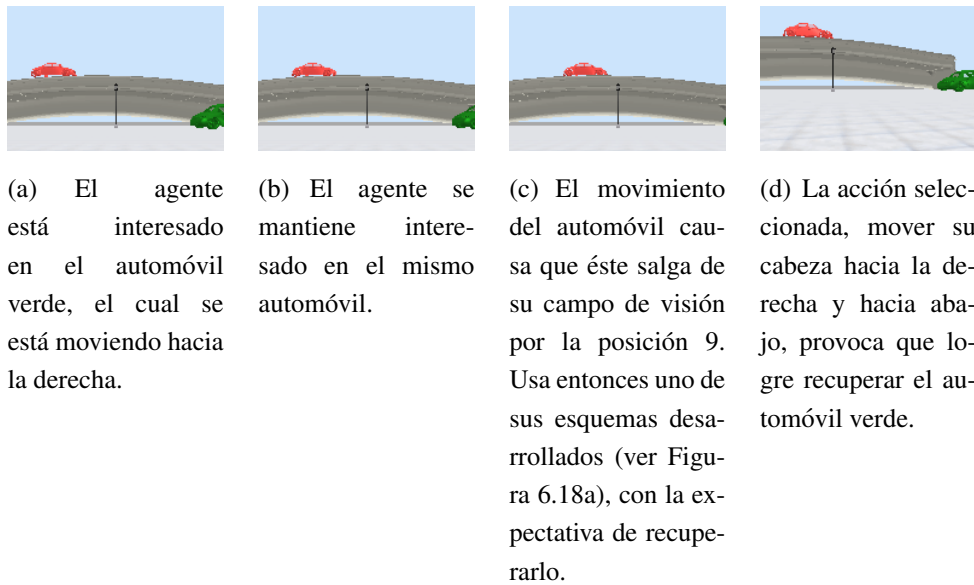 (a) El agente
está interesado
en el automóvil
verde, el cual se
está moviendo hacia
la derecha.
(b) El agente se
mantiene intere-
sado en el mismo
automóvil.
(c) El movimiento
del automóvil cau-
sa que éste salga de
su campo de visión
por la posición 9.
Usa entonces uno de
sus esquemas desa-
rrollados (ver Figu-
ra 6.18a), con la ex-
pectativa de recupe-
rarlo.
(d) La acción selec-
cionada, mover su
cabeza hacia la de-
recha y hacia aba-
jo, provoca que lo-
gre recuperar el au-
tomóvil verde.